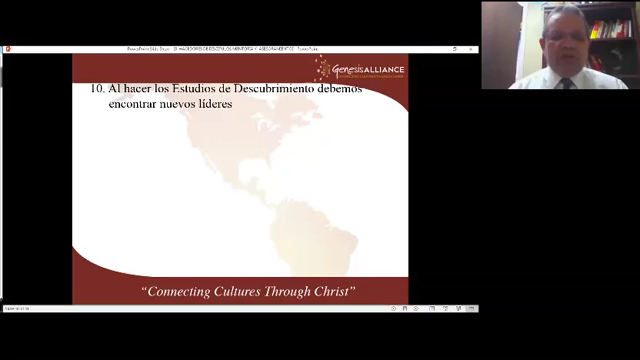 GenesisALLIANCE
10. Al hacer los Estudios de Descubrimiento debemos
encontrar nuevos líderes
“Connecting Cultures Through Christ”